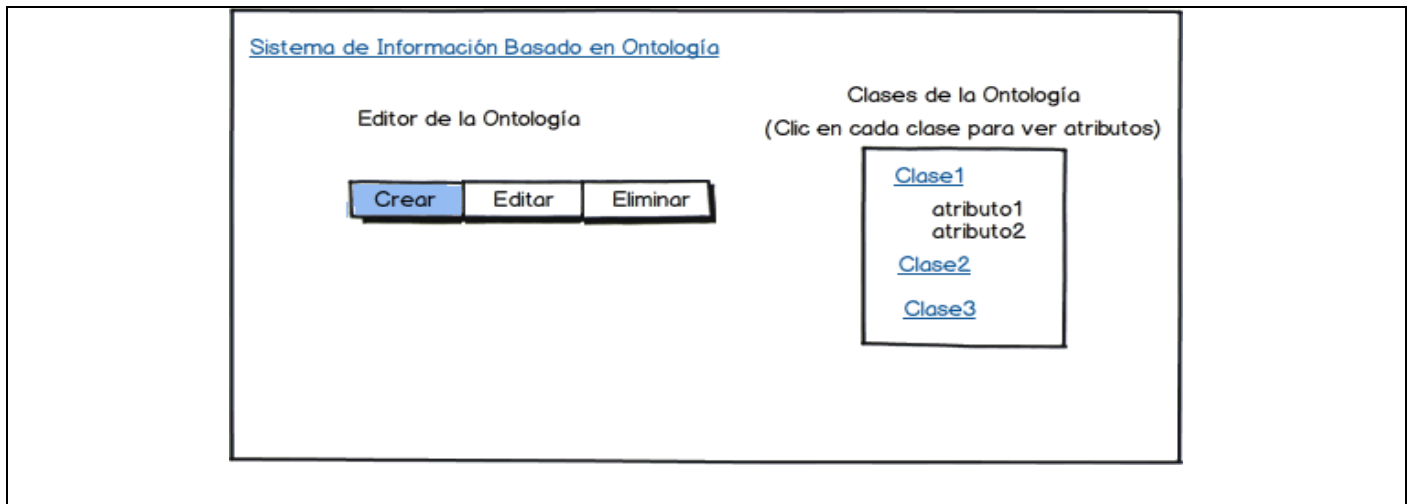 Sistema de Información Basado en Ontología
Editor de la Ontología
Crear Editar Eliminar
Clases de la Ontología
(Clic en cada clase para ver atributos)
Clase1
atributo1
atributo2
Clase2
Clase3